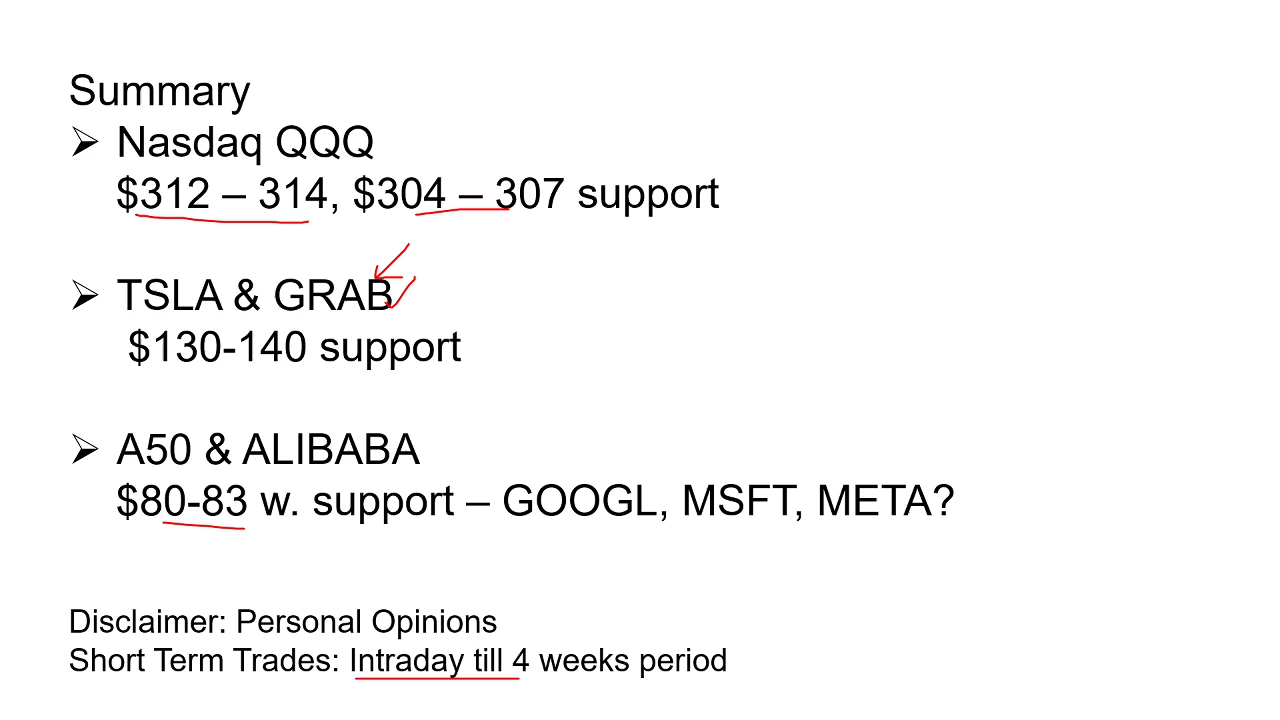 Summary
➢ Nasdaq QQQ
$312 – 314, $304 – 307 support
➢ TSLA & GRAB
$130-140 support
➢ A50 & ALIBABA
$80-83 w. support – GOOGL, MSFT, META?
Disclaimer: Personal Opinions
Short Term Trades: Intraday till 4 weeks period